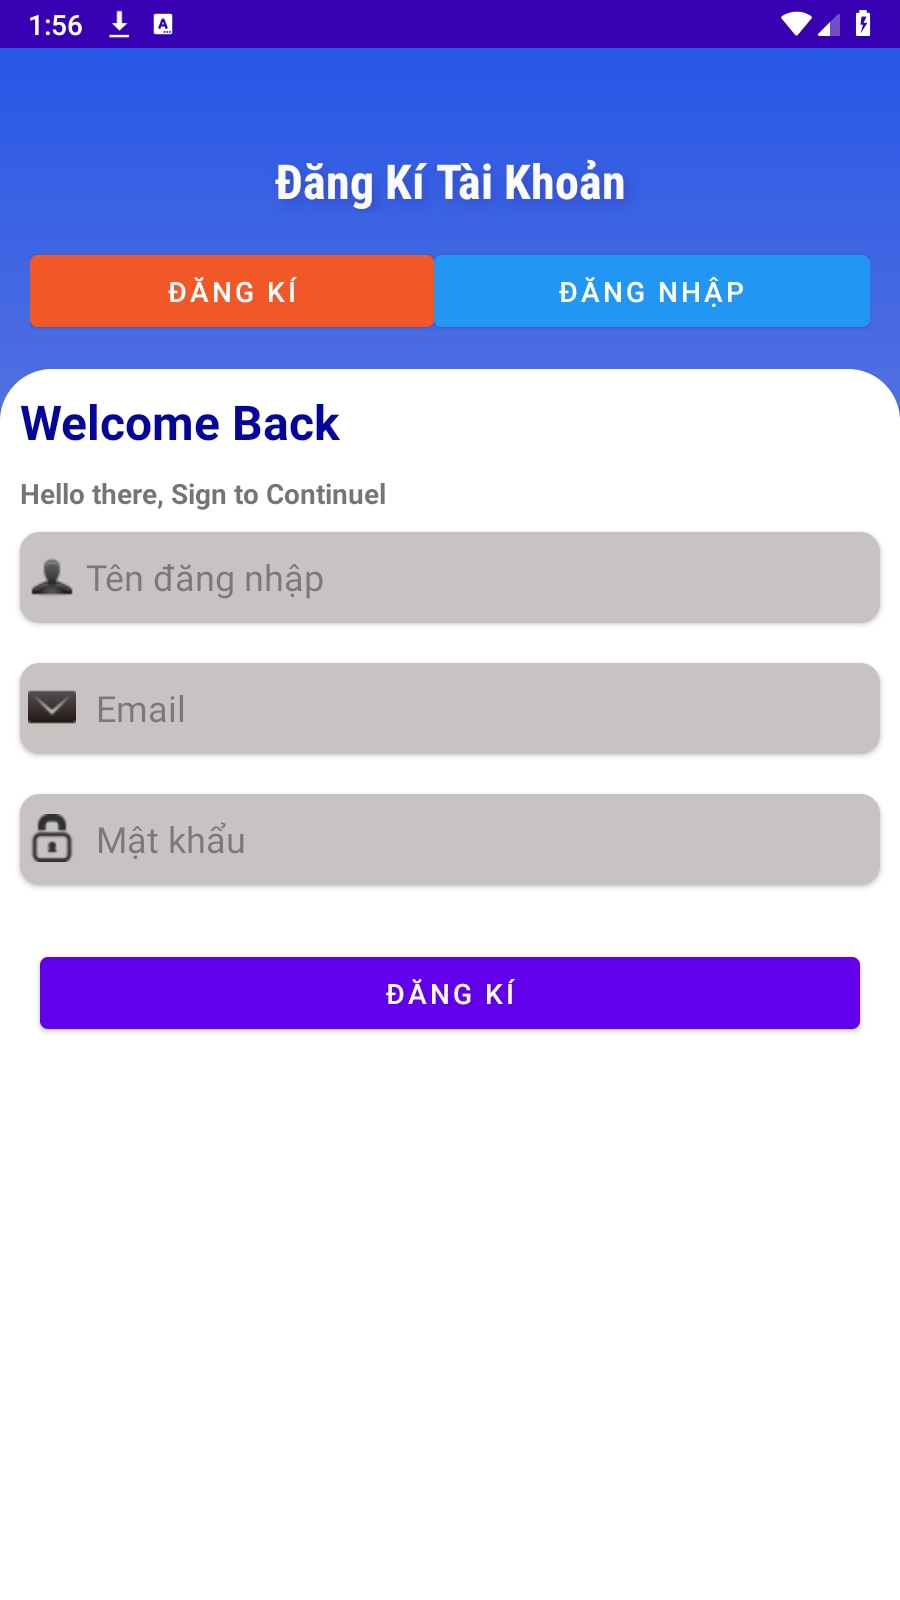 1:56
Đăng Kí Tài Khoản
ĐĂNG KÍ ĐĂNG NHẬP
Welcome Back
Hello there, Sign to Continuel
Tên đăng nhập
Email
Mật khẩu
ĐĂNG KÍ